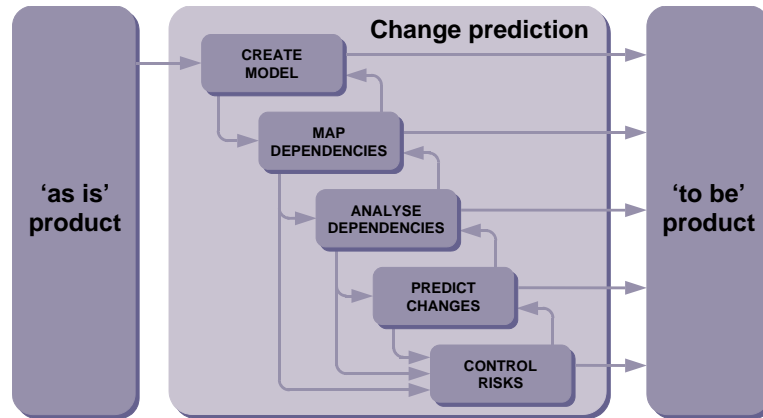 Change prediction
CREATE
MODEL
MAP
DEPENDENCIES
‘as is’
product
ANALYSE
DEPENDENCIES
‘to be’
product
PREDICT
CHANGES
CONTROL
RISKS